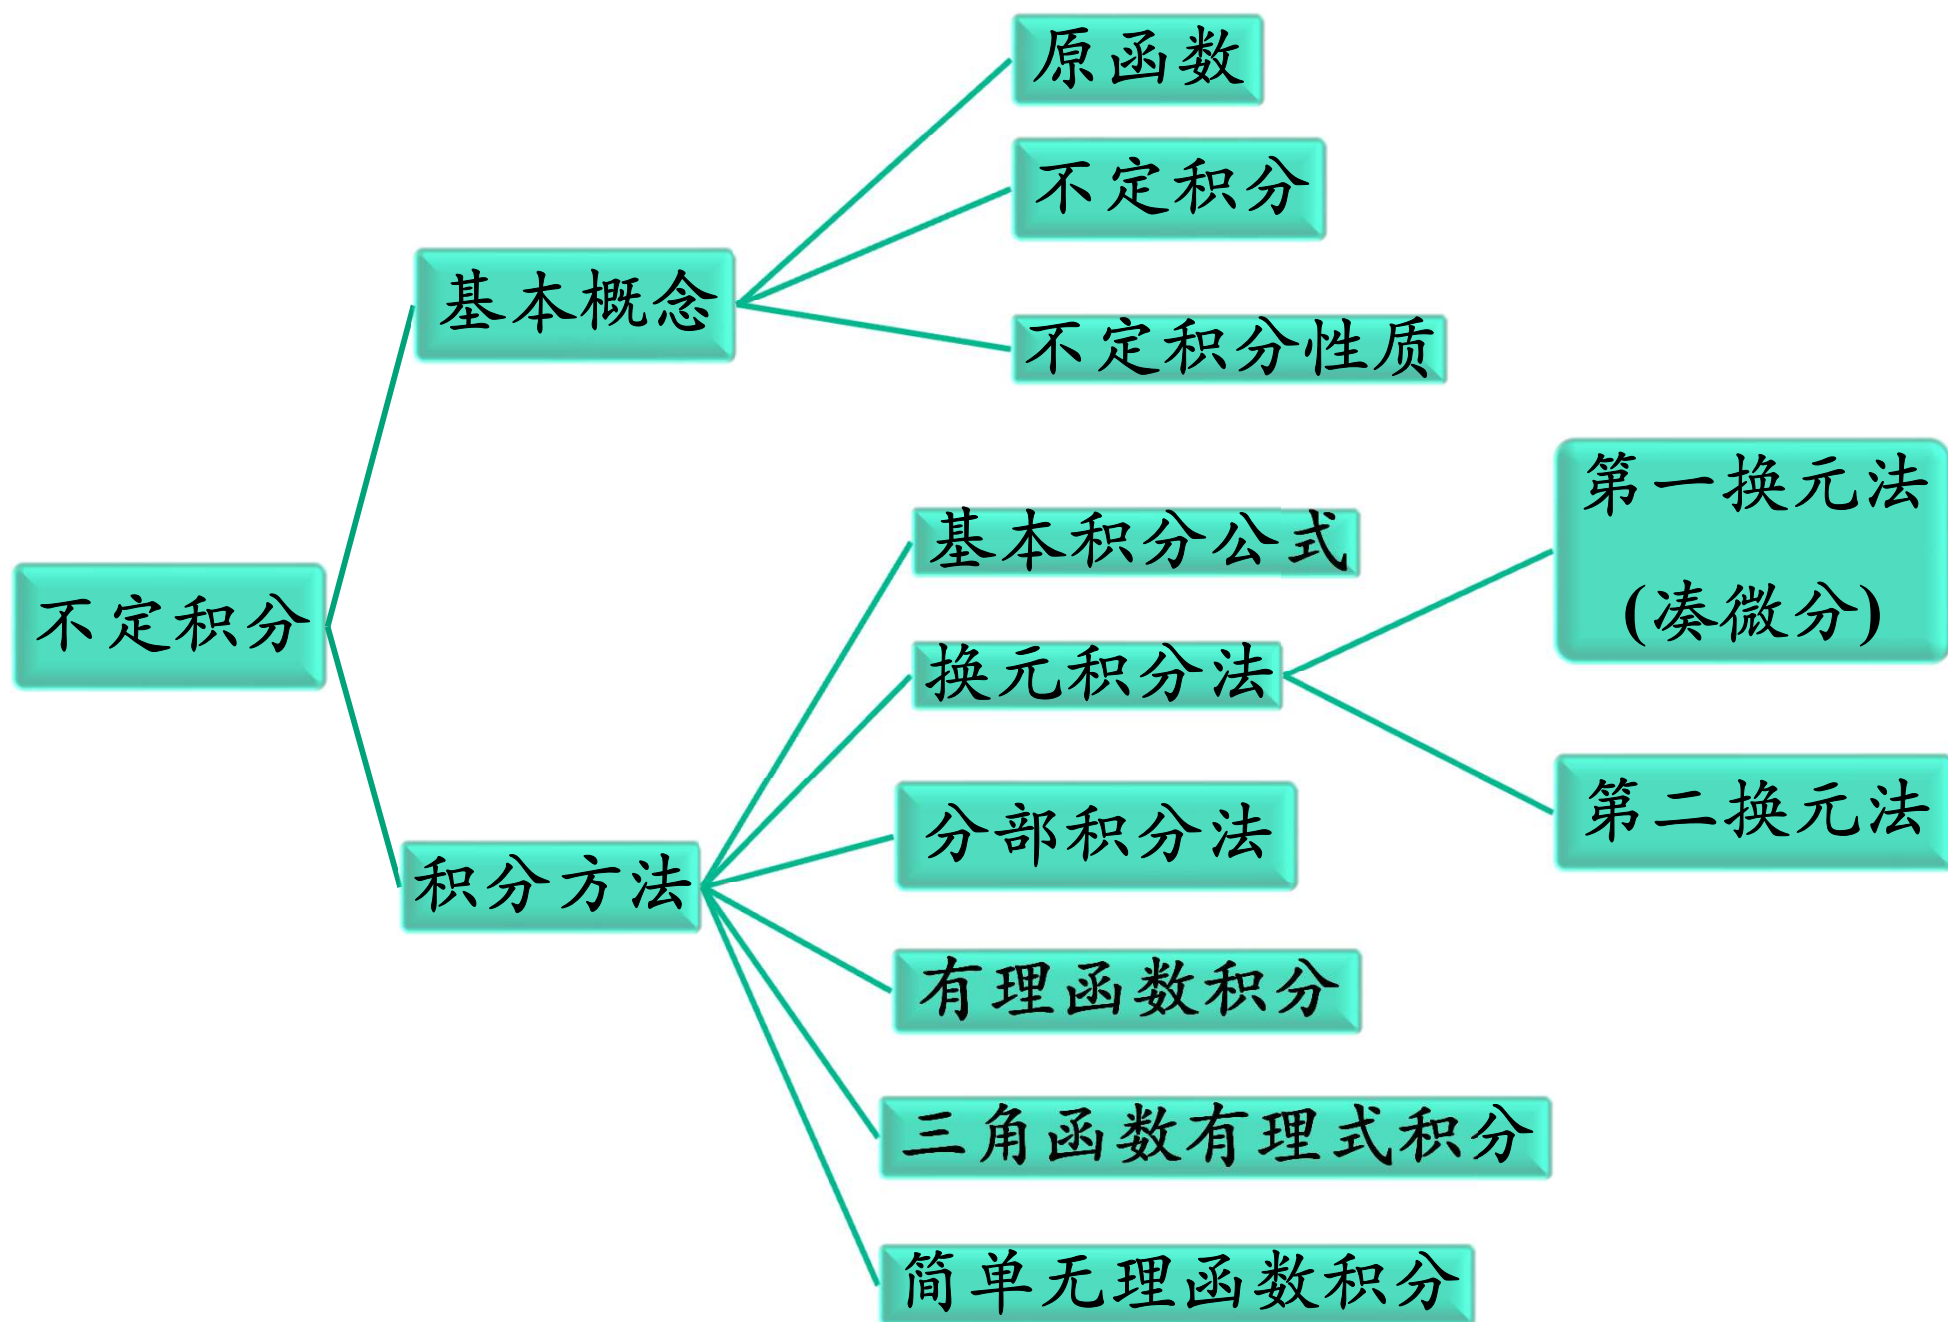 原函数
不定积分
基本概念
不定积分性质
第一换元法
(凑微分)
基本积分公式
不定积分
换元积分法
第二换元法
分部积分法
积分方法
有理函数积分
三角函数有理式积分
简单无理函数积分